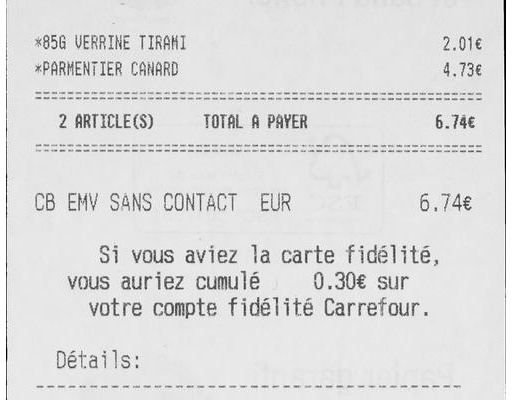 *85G VERRINE TIRAMI 2.01€
*PARMENTIER CANARD 4.73€
==========================================
2 ARTICLE(S) TOTAL A PAYER 6.74€
==========================================
CB EMV SANS CONTACT EUR 6.74€
Si vous aviez la carte fidélité,
vous auriez cumulé 0.30€ sur
votre compte fidélité Carrefour.
Détails:
------------------------------------------